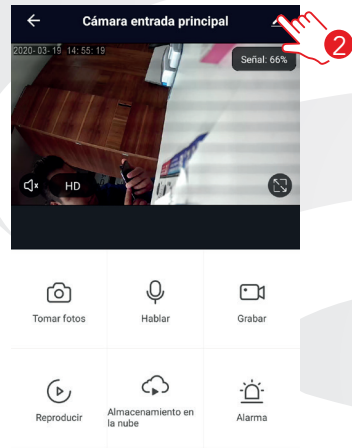 Cámara entrada principal
2020-03-19 14:55:19
Señal: 66%
2
HD
Tomar fotos
Hablar
Grabar
Reproducir
Almacenamiento en
la nube
Alarma